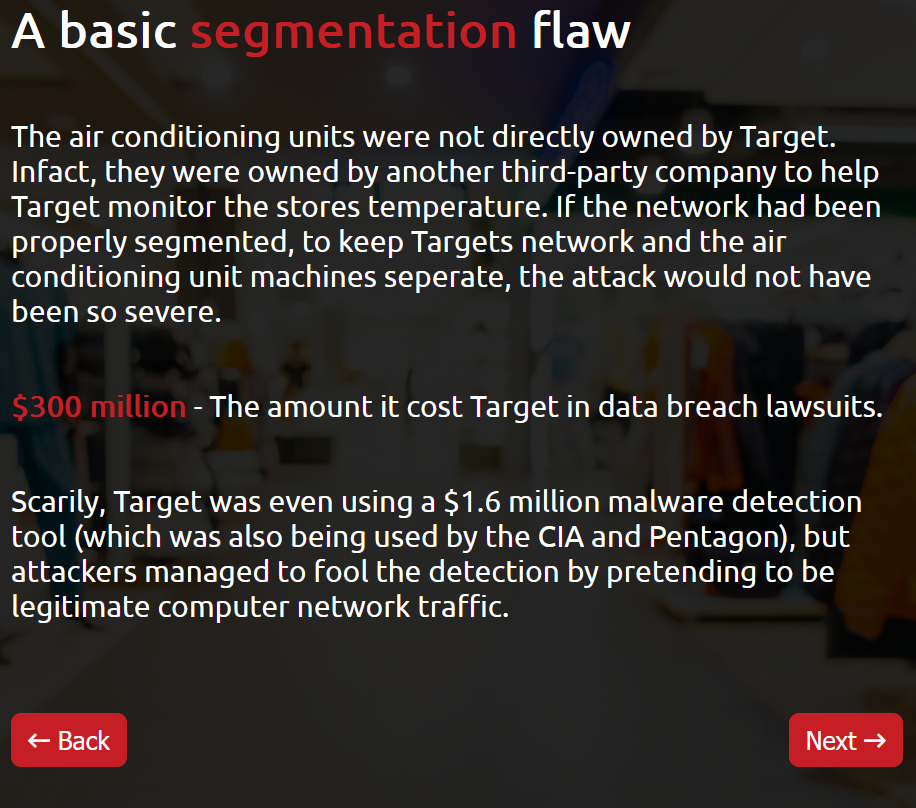 A basic segmentation flaw
The air conditioning units were not directly owned by Target.
Infact, they were owned by another third-party company to help
Target monitor the stores temperature. If the network had been
properly segmented, to keep Targets network and the air
conditioning unit machines seperate, the attack would not have
been so severe.
$300 million - The amount it cost Target in data breach lawsuits.
Scarily, Target was even using a $1.6 million malware detection
tool (which was also being used by the CIA and Pentagon), but
attackers managed to fool the detection by pretending to be
legitimate computer network traffic.
← Back
Next →